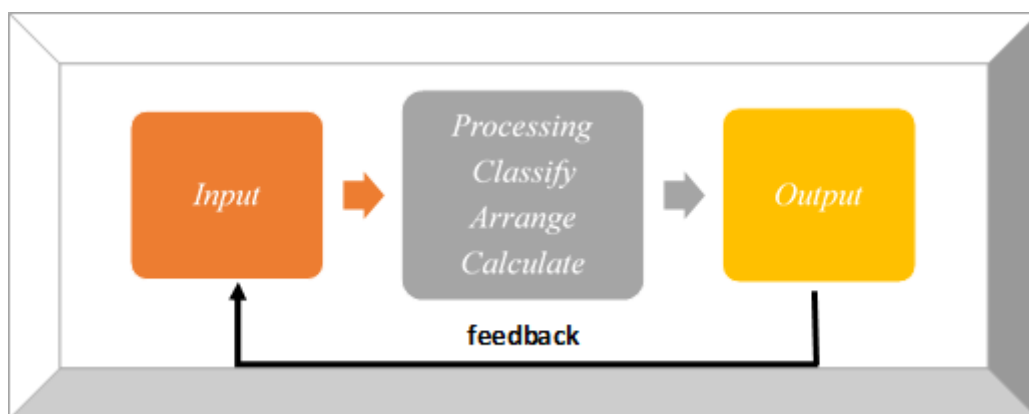 Input
Processing
Classify
Arrange
Calculate
Output
feedback